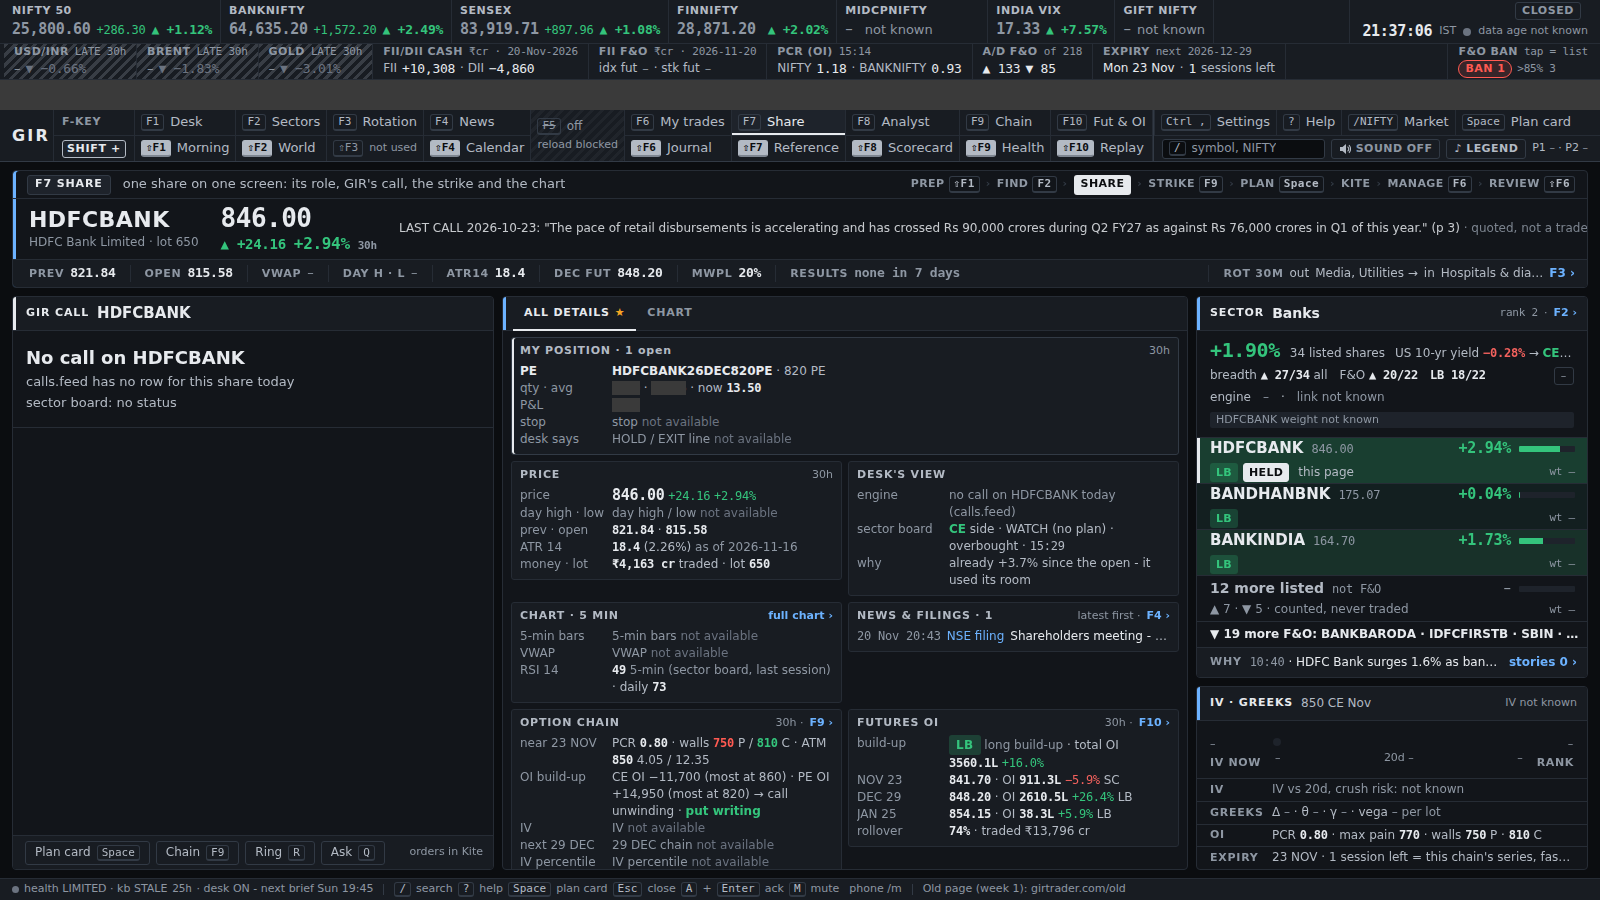 NIFTY 50 BANKNIFTY SENSEX FINNIFTY MIDCPNIFTY INDIA VIX GIFT NIFTY CLOSED
25,800.60 +286.30 ▲ +1.12% 64,635.20 +1,572.20 ▲ +2.49% 83,919.71 +897.96 ▲ +1.08% 28,871.20 ▲ +2.02% – not known 17.33 ▲ +7.57% – not known 21:37:06 IST data age not known
USD/INR LATE 30h BRENT LATE 30h GOLD LATE 30h FII/DII CASH ₹cr · 20-Nov-2026 FII F&O ₹cr · 2026-11-20 PCR (OI) 15:14 A/D F&O of 218 EXPIRY next 2026-12-29 F&O BAN tap = list
– ▼ −0.66% – ▼ −1.83% – ▼ −3.01% FII +10,308 · DII −4,860 idx fut – · stk fut – NIFTY 1.18 · BANKNIFTY 0.93 ▲ 133 ▼ 85 Mon 23 Nov · 1 sessions left BAN 1 >85% 3
GIR F-KEY F1 Desk F2 Sectors F3 Rotation F4 News F5 off F6 My trades F7 Share F8 Analyst F9 Chain F10 Fut & OI Ctrl , Settings ? Help /NIFTY Market Space Plan card
SHIFT + ⇧F1 Morning ⇧F2 World ⇧F3 not used ⇧F4 Calendar reload blocked ⇧F6 Journal ⇧F7 Reference ⇧F8 Scorecard ⇧F9 Health ⇧F10 Replay / symbol, NIFTY SOUND OFF ♪ LEGEND P1 – · P2 –
F7 SHARE one share on one screen: its role, GIR's call, the strike and the chart PREP ⇧F1 › FIND F2 › SHARE › STRIKE F9 › PLAN Space › KITE › MANAGE F6 › REVIEW ⇧F6
HDFCBANK 846.00
HDFC Bank Limited · lot 650 ▲ +24.16 +2.94% 30h LAST CALL 2026-10-23: "The pace of retail disbursements is accelerating and has crossed Rs 90,000 crores during Q2 FY27 as against Rs 76,000 crores in Q1 of this year." (p 3) · quoted, not a trade
PREV 821.84 OPEN 815.58 VWAP – DAY H · L – ATR14 18.4 DEC FUT 848.20 MWPL 20% RESULTS none in 7 days ROT 30M out Media, Utilities → in Hospitals & dia… F3 ›
GIR CALL HDFCBANK
No call on HDFCBANK
calls.feed has no row for this share today
sector board: no status
Plan card Space Chain F9 Ring R Ask Q orders in Kite
ALL DETAILS ★ CHART
MY POSITION · 1 open 30h
PE HDFCBANK26DEC820PE · 820 PE
qty · avg · · now 13.50
P&L
stop stop not available
desk says HOLD / EXIT line not available
PRICE 30h
price 846.00 +24.16 +2.94%
day high · low day high / low not available
prev · open 821.84 · 815.58
ATR 14 18.4 (2.26%) as of 2026-11-16
money · lot ₹4,163 cr traded · lot 650
DESK'S VIEW
engine no call on HDFCBANK today
(calls.feed)
sector board CE side · WATCH (no plan) ·
overbought · 15:29
why already +3.7% since the open - it
used its room
CHART · 5 MIN full chart ›
5-min bars 5-min bars not available
VWAP VWAP not available
RSI 14 49 5-min (sector board, last session)
· daily 73
NEWS & FILINGS · 1 latest first · F4 ›
20 Nov 20:43 NSE filing Shareholders meeting - …
OPTION CHAIN 30h · F9 ›
near 23 NOV PCR 0.80 · walls 750 P / 810 C · ATM
850 4.05 / 12.35
OI build-up CE OI −11,700 (most at 860) · PE OI
+14,950 (most at 820) → call
unwinding · put writing
IV IV not available
next 29 DEC 29 DEC chain not available
IV percentile IV percentile not available
FUTURES OI 30h · F10 ›
build-up LB long build-up · total OI
3560.1L +16.0%
NOV 23 841.70 · OI 911.3L −5.9% SC
DEC 29 848.20 · OI 2610.5L +26.4% LB
JAN 25 854.15 · OI 38.3L +5.9% LB
rollover 74% · traded ₹13,796 cr
SECTOR Banks rank 2 · F2 ›
+1.90% 34 listed shares US 10-yr yield −0.28% → CE…
breadth ▲ 27/34 all F&O ▲ 20/22 LB 18/22 –
engine – · link not known
HDFCBANK weight not known
HDFCBANK 846.00 +2.94%
LB HELD this page wt –
BANDHANBNK 175.07 +0.04%
LB wt –
BANKINDIA 164.70 +1.73%
LB wt –
12 more listed not F&O –
▲ 7 · ▼ 5 · counted, never traded wt –
▼ 19 more F&O: BANKBARODA · IDFCFIRSTB · SBIN · …
WHY 10:40 · HDFC Bank surges 1.6% as ban… stories 0 ›
IV · GREEKS 850 CE Nov IV not known
– –
– 20d – –
IV NOW RANK
IV IV vs 20d, crush risk: not known
GREEKS Δ – · θ – · γ – · vega – per lot
OI PCR 0.80 · max pain 770 · walls 750 P · 810 C
EXPIRY 23 NOV · 1 session left = this chain's series, fas…
health LIMITED · kb STALE 25h · desk ON - next brief Sun 19:45 / search ? help Space plan card Esc close A + Enter ack M mute phone /m Old page (week 1): girtrader.com/old